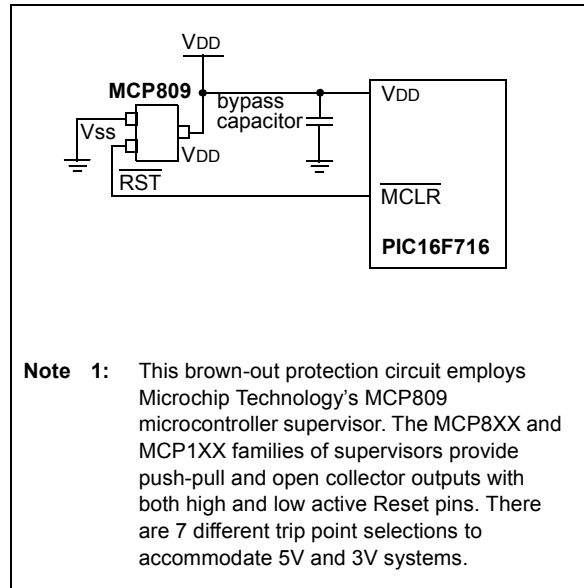 VDD
MCP809
bypass
capacitor
VDD
Vss
VDD
RST
MCLR
PIC16F716
Note 1: This brown-out protection circuit employs
Microchip Technology's MCP809
microcontroller supervisor. The MCP8XX and
MCP1XX families of supervisors provide
push-pull and open collector outputs with
both high and low active Reset pins. There
are 7 different trip point selections to
accommodate 5V and 3V systems.